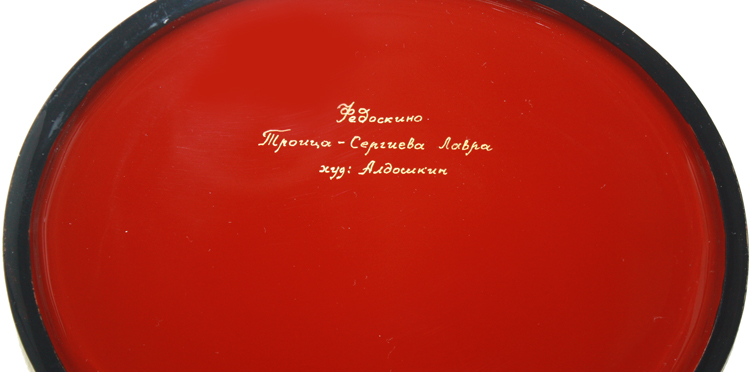 Федоскино.
Троица - Сергиева Лавра
худ: Алдошкин